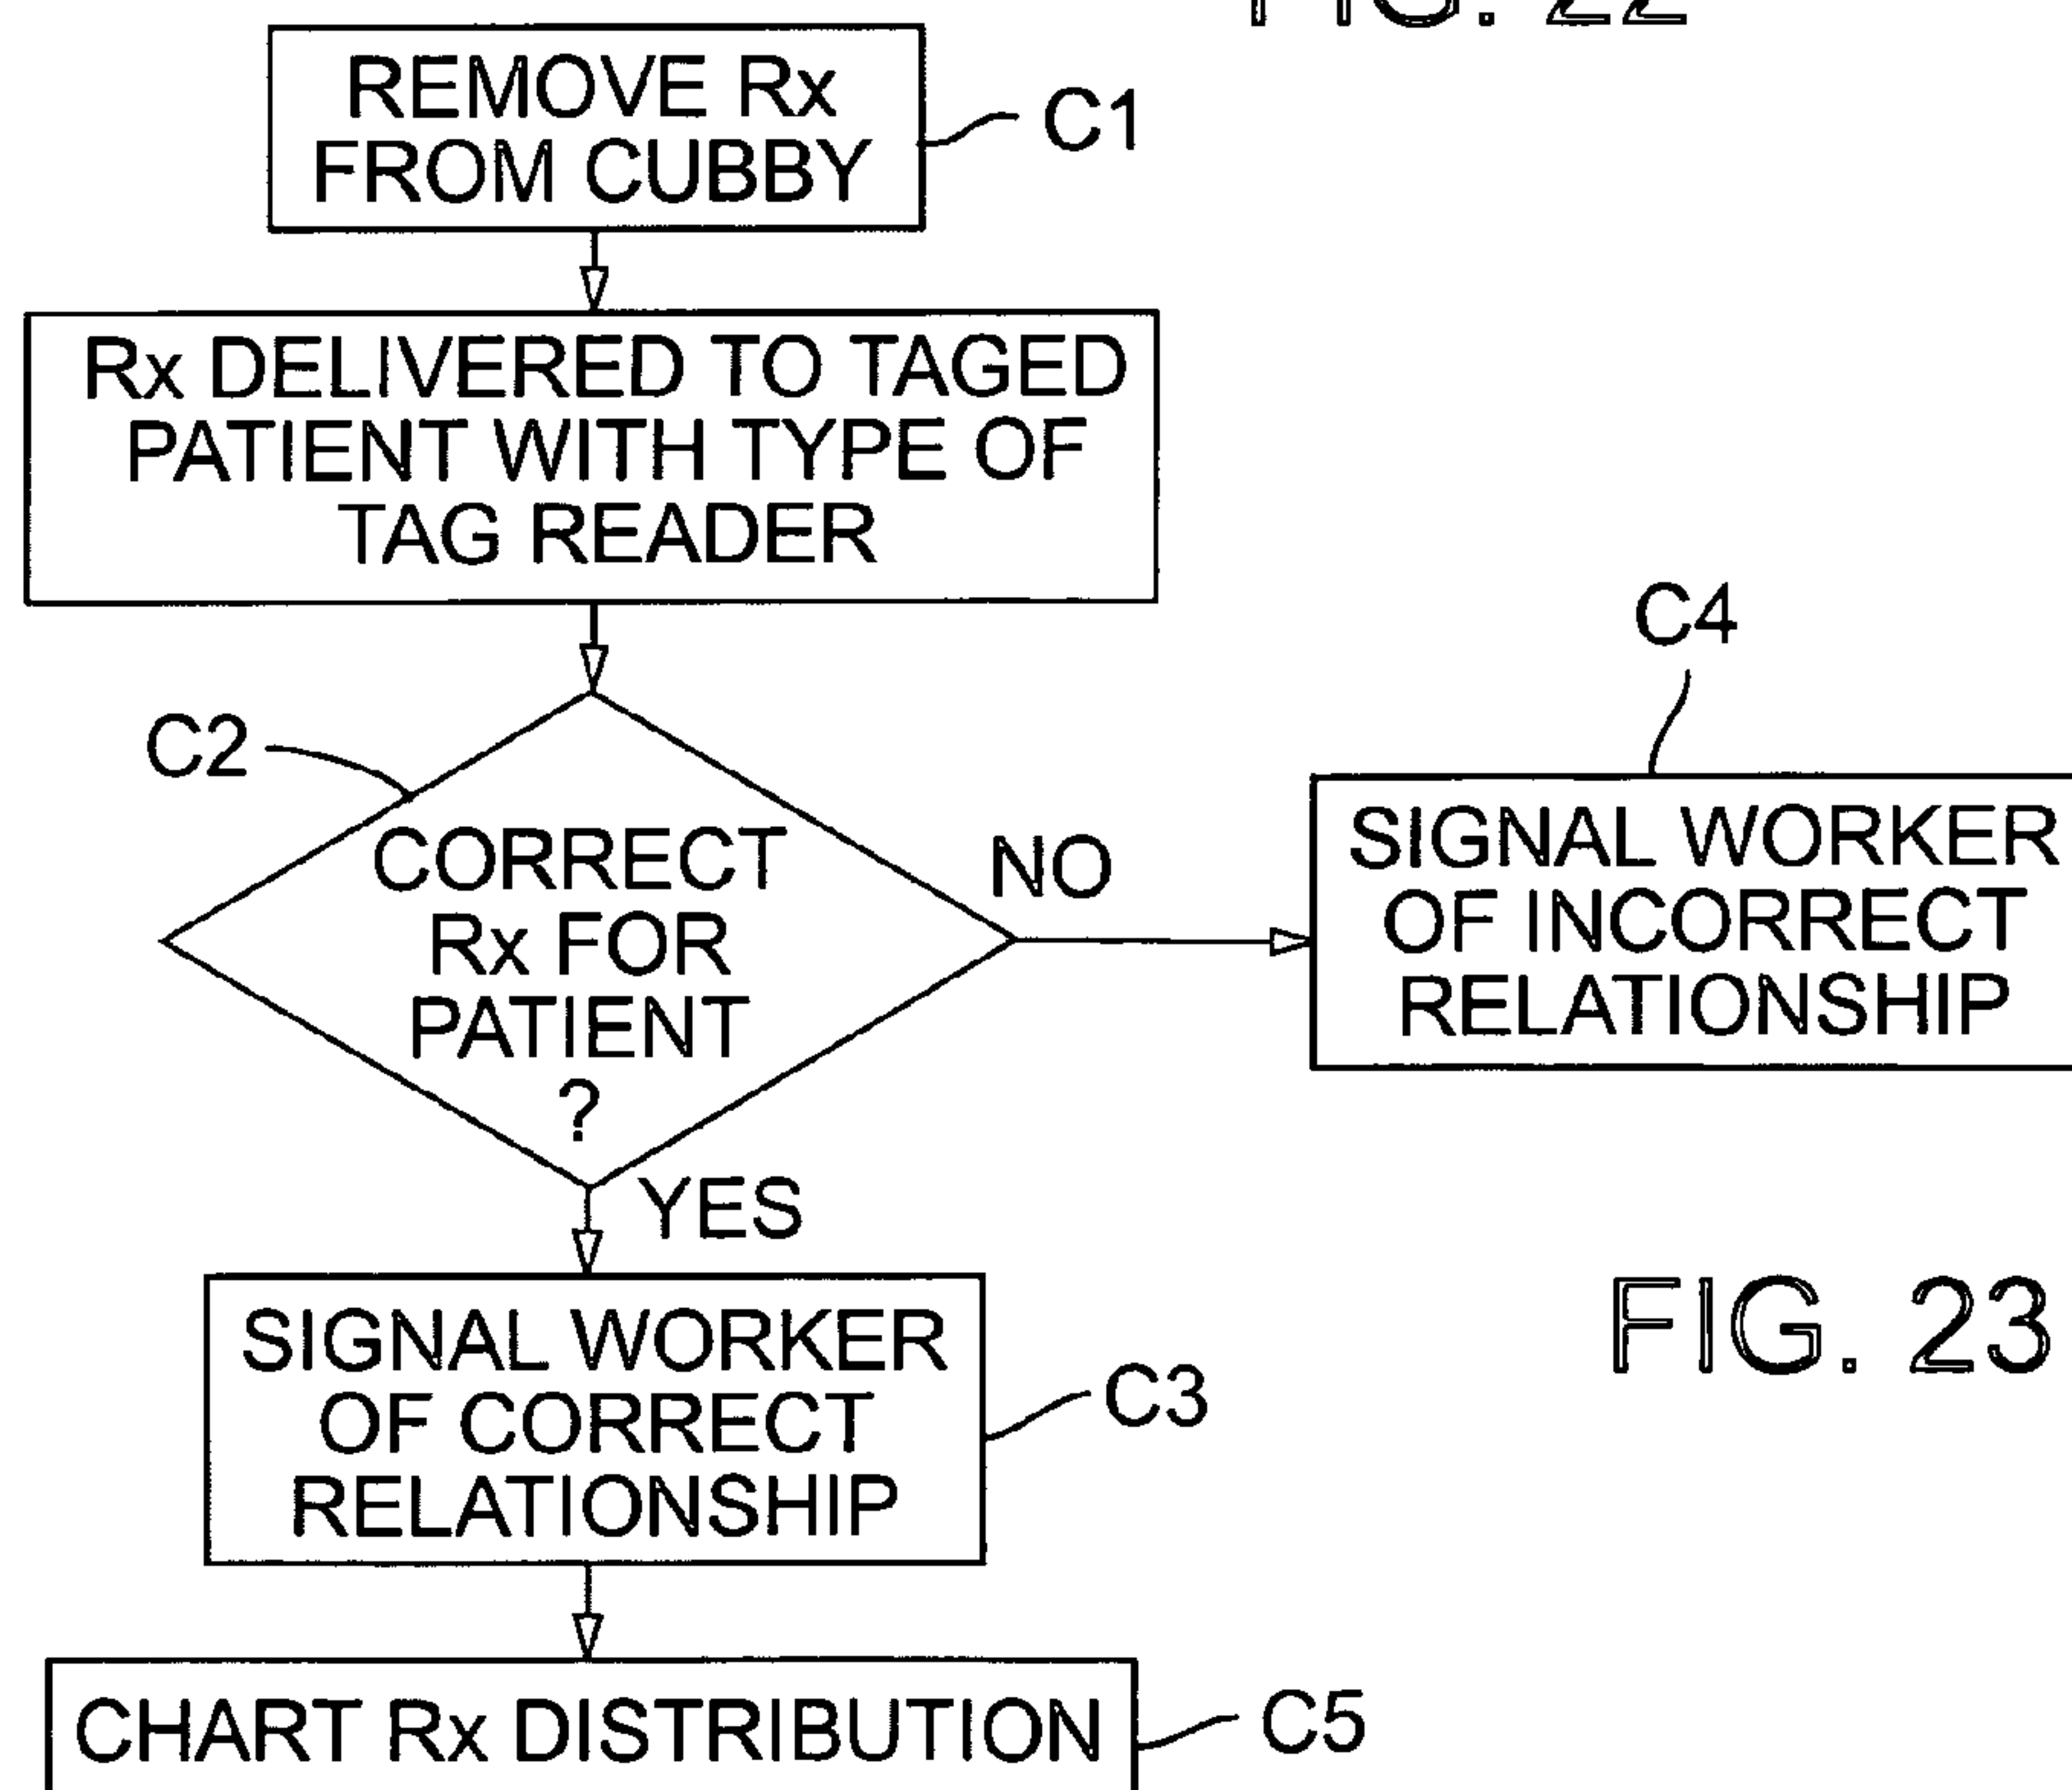 FIG. 22
REMOVE Rx
FROM CUBBY
C1
Rx DELIVERED TO TAGED
PATIENT WITH TYPE OF
TAG READER
C2
CORRECT
Rx FOR
PATIENT
?
NO
C4
SIGNAL WORKER
OF INCORRECT
RELATIONSHIP
YES
SIGNAL WORKER
OF CORRECT
RELATIONSHIP
C3
FIG. 23
CHART Rx DISTRIBUTION
C5